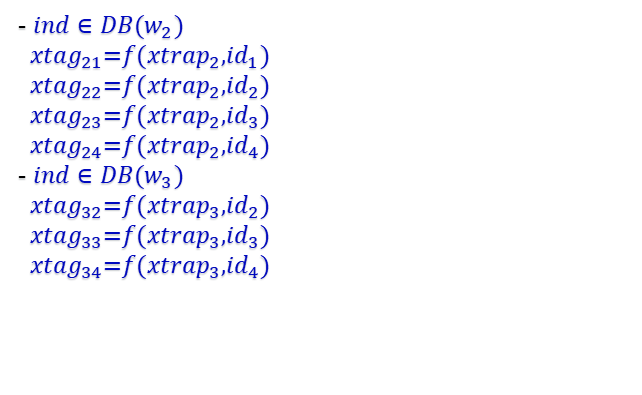 - ind ∈ DB(w₂)
xtag₂₁=f(xtrap₂,id₁)
xtag₂₂=f(xtrap₂,id₂)
xtag₂₃=f(xtrap₂,id₃)
xtag₂₄=f(xtrap₂,id₄)
- ind ∈ DB(w₃)
xtag₃₂=f(xtrap₃,id₂)
xtag₃₃=f(xtrap₃,id₃)
xtag₃₄=f(xtrap₃,id₄)